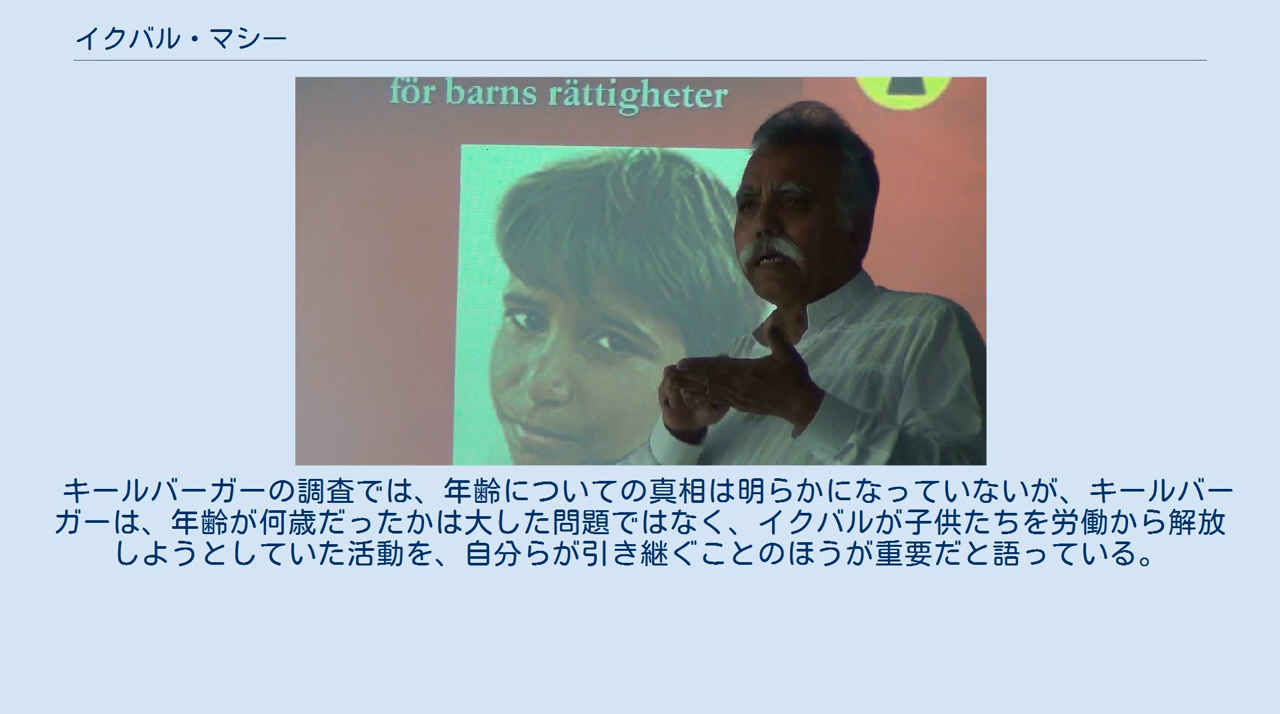 イクバル・マシー
för barns rättigheter
キールバーガーの調査では、年齢についての真相は明らかになっていないが、キールバー
ガーは、年齢が何歳だったかは大した問題ではなく、イクバルが子供たちを労働から解放
しようとしていた活動を、自分らが引き継ぐことのほうが重要だと語っている。